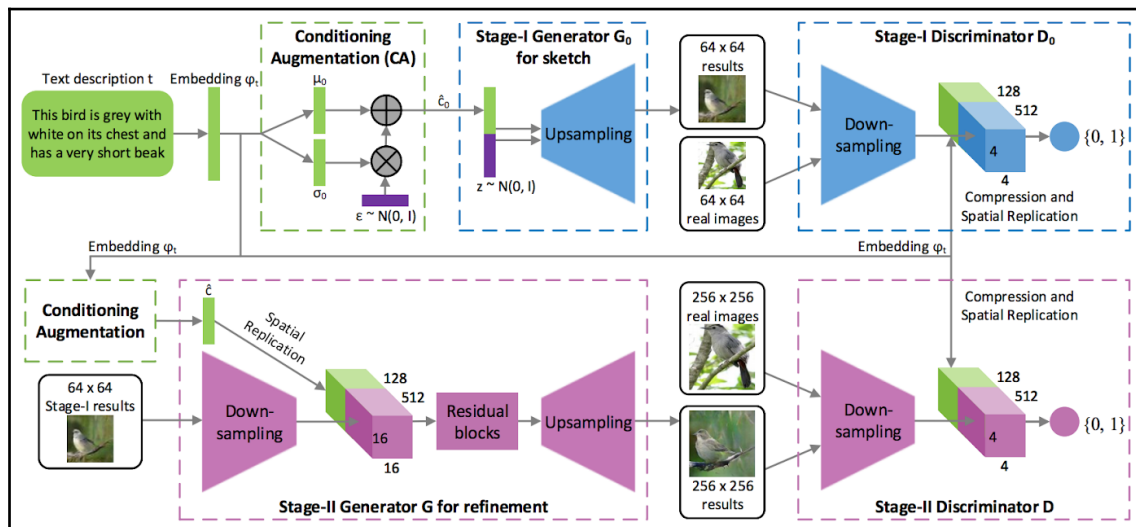 Text description t
This bird is grey with
white on its chest and
has a very short beak
Embedding φₜ
Conditioning
Augmentation (CA)
μ₀
σ₀
ε ~ N(0, I)
ĉ₀
Stage-I Generator G₀
for sketch
z ~ N(0, I)
Upsampling
64 x 64
results
64 x 64
real images
Stage-I Discriminator D₀
Down-
sampling
128
512
4
4
{0, 1}
Compression and
Spatial Replication
Embedding φₜ
Embedding φₜ
Conditioning
Augmentation
64 x 64
Stage-I results
ĉ
Spatial
Replication
Down-
sampling
128
512
16
16
Residual
blocks
Upsampling
Stage-II Generator G for refinement
256 x 256
real images
256 x 256
results
Compression and
Spatial Replication
Down-
sampling
128
512
4
4
{0, 1}
Stage-II Discriminator D